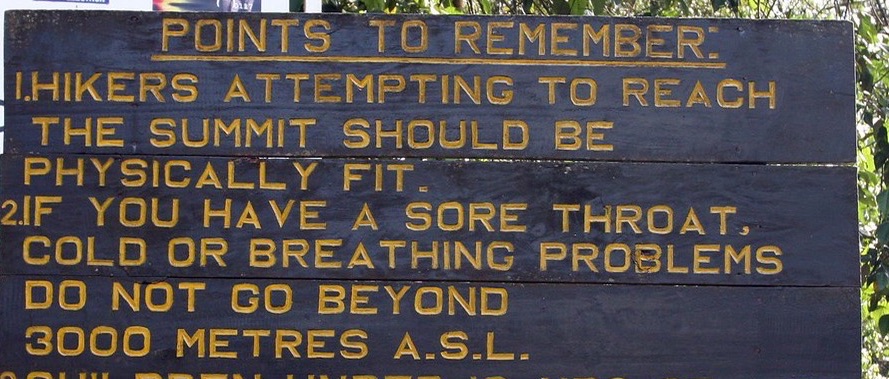 POINTS TO REMEMBER:
1.HIKERS ATTEMPTING TO REACH
THE SUMMIT SHOULD BE
PHYSICALLY FIT.
2.IF YOU HAVE A SORE THROAT,
COLD OR BREATHING PROBLEMS
DO NOT GO BEYOND
3000 METRES A.S.L.